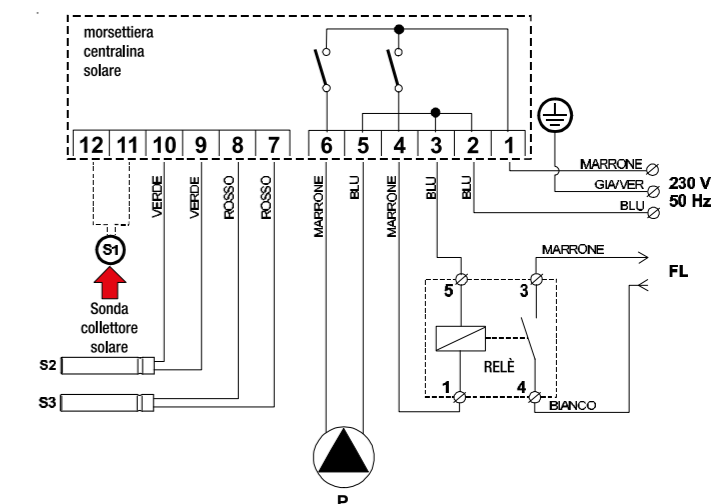 morsettiera
centralina
solare
12 11 10 9 8 7 6 5 4 3 2 1
VERDE
VERDE
ROSSO
ROSSO
MARRONE
BLU
MARRONE
BLU
BLU
MARRONE
GIA/VER
BLU
230 V
50 Hz
S1
Sonda
collettore
solare
MARRONE
FL
5 3
RELÈ
1 4
BIANCO
S2
S3
P